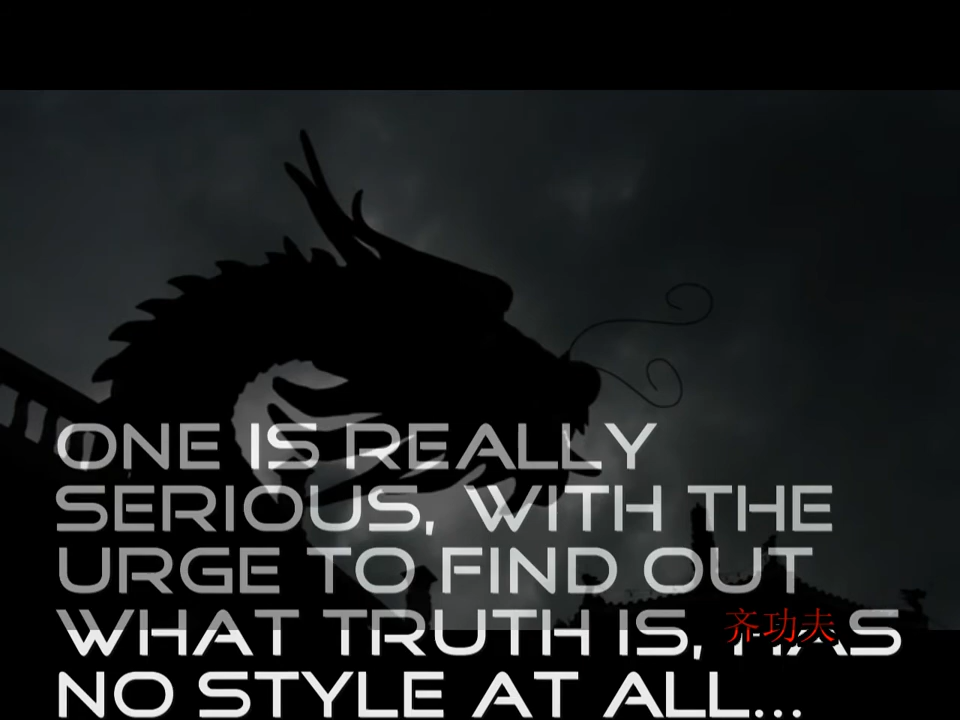 ONE IS REALLY
SERIOUS, WITH THE
URGE TO FIND OUT
WHAT TRUTH IS, HAS
齐功夫
NO STYLE AT ALL...